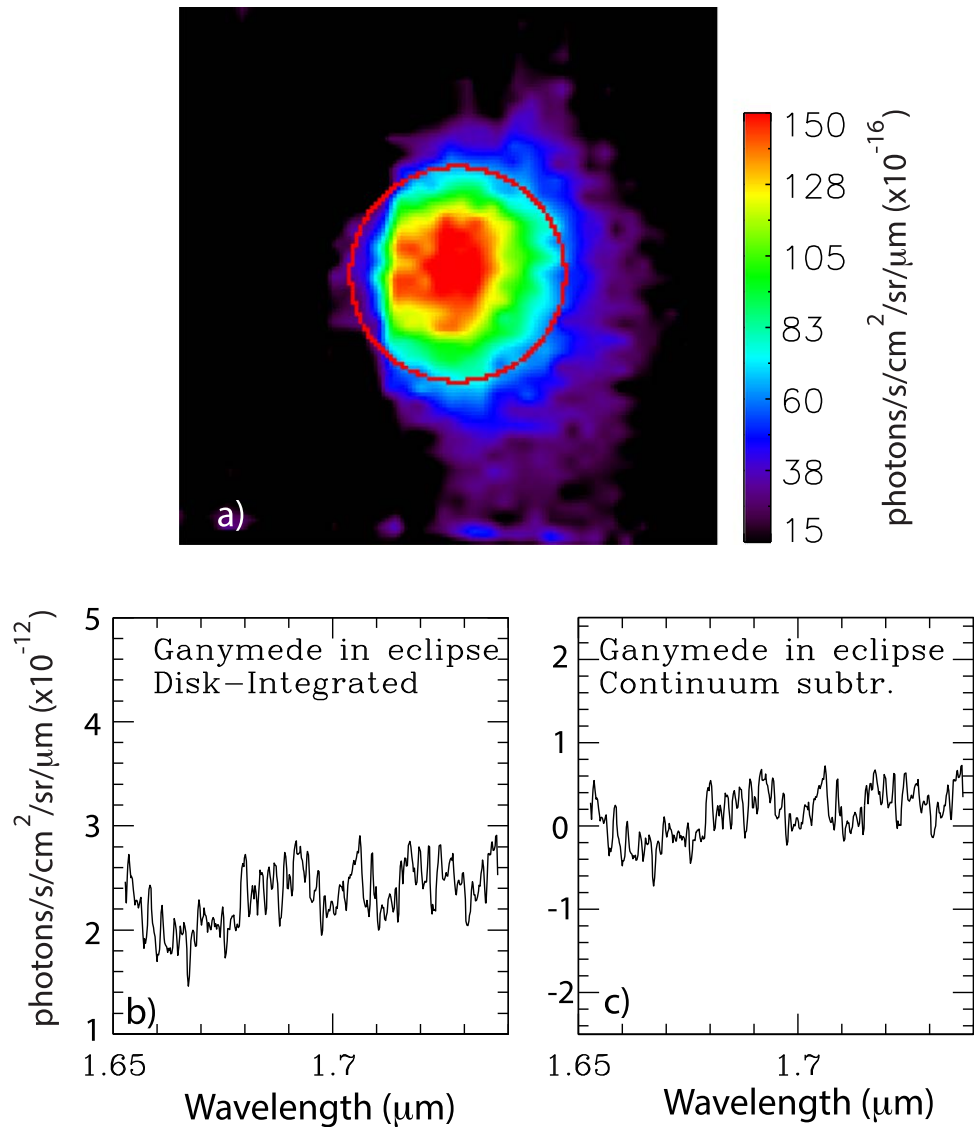 150
128
105
83
60
38
15
photons/s/cm²/sr/μm (x10⁻¹⁶)
a)
photons/s/cm²/sr/μm (x10⁻¹²)
5
4
3
2
1
Ganymede in eclipse
Disk-Integrated
b)
1.65
1.7
Wavelength (μm)
2
1
0
-1
-2
Ganymede in eclipse
Continuum subtr.
c)
1.65
1.7
Wavelength (μm)